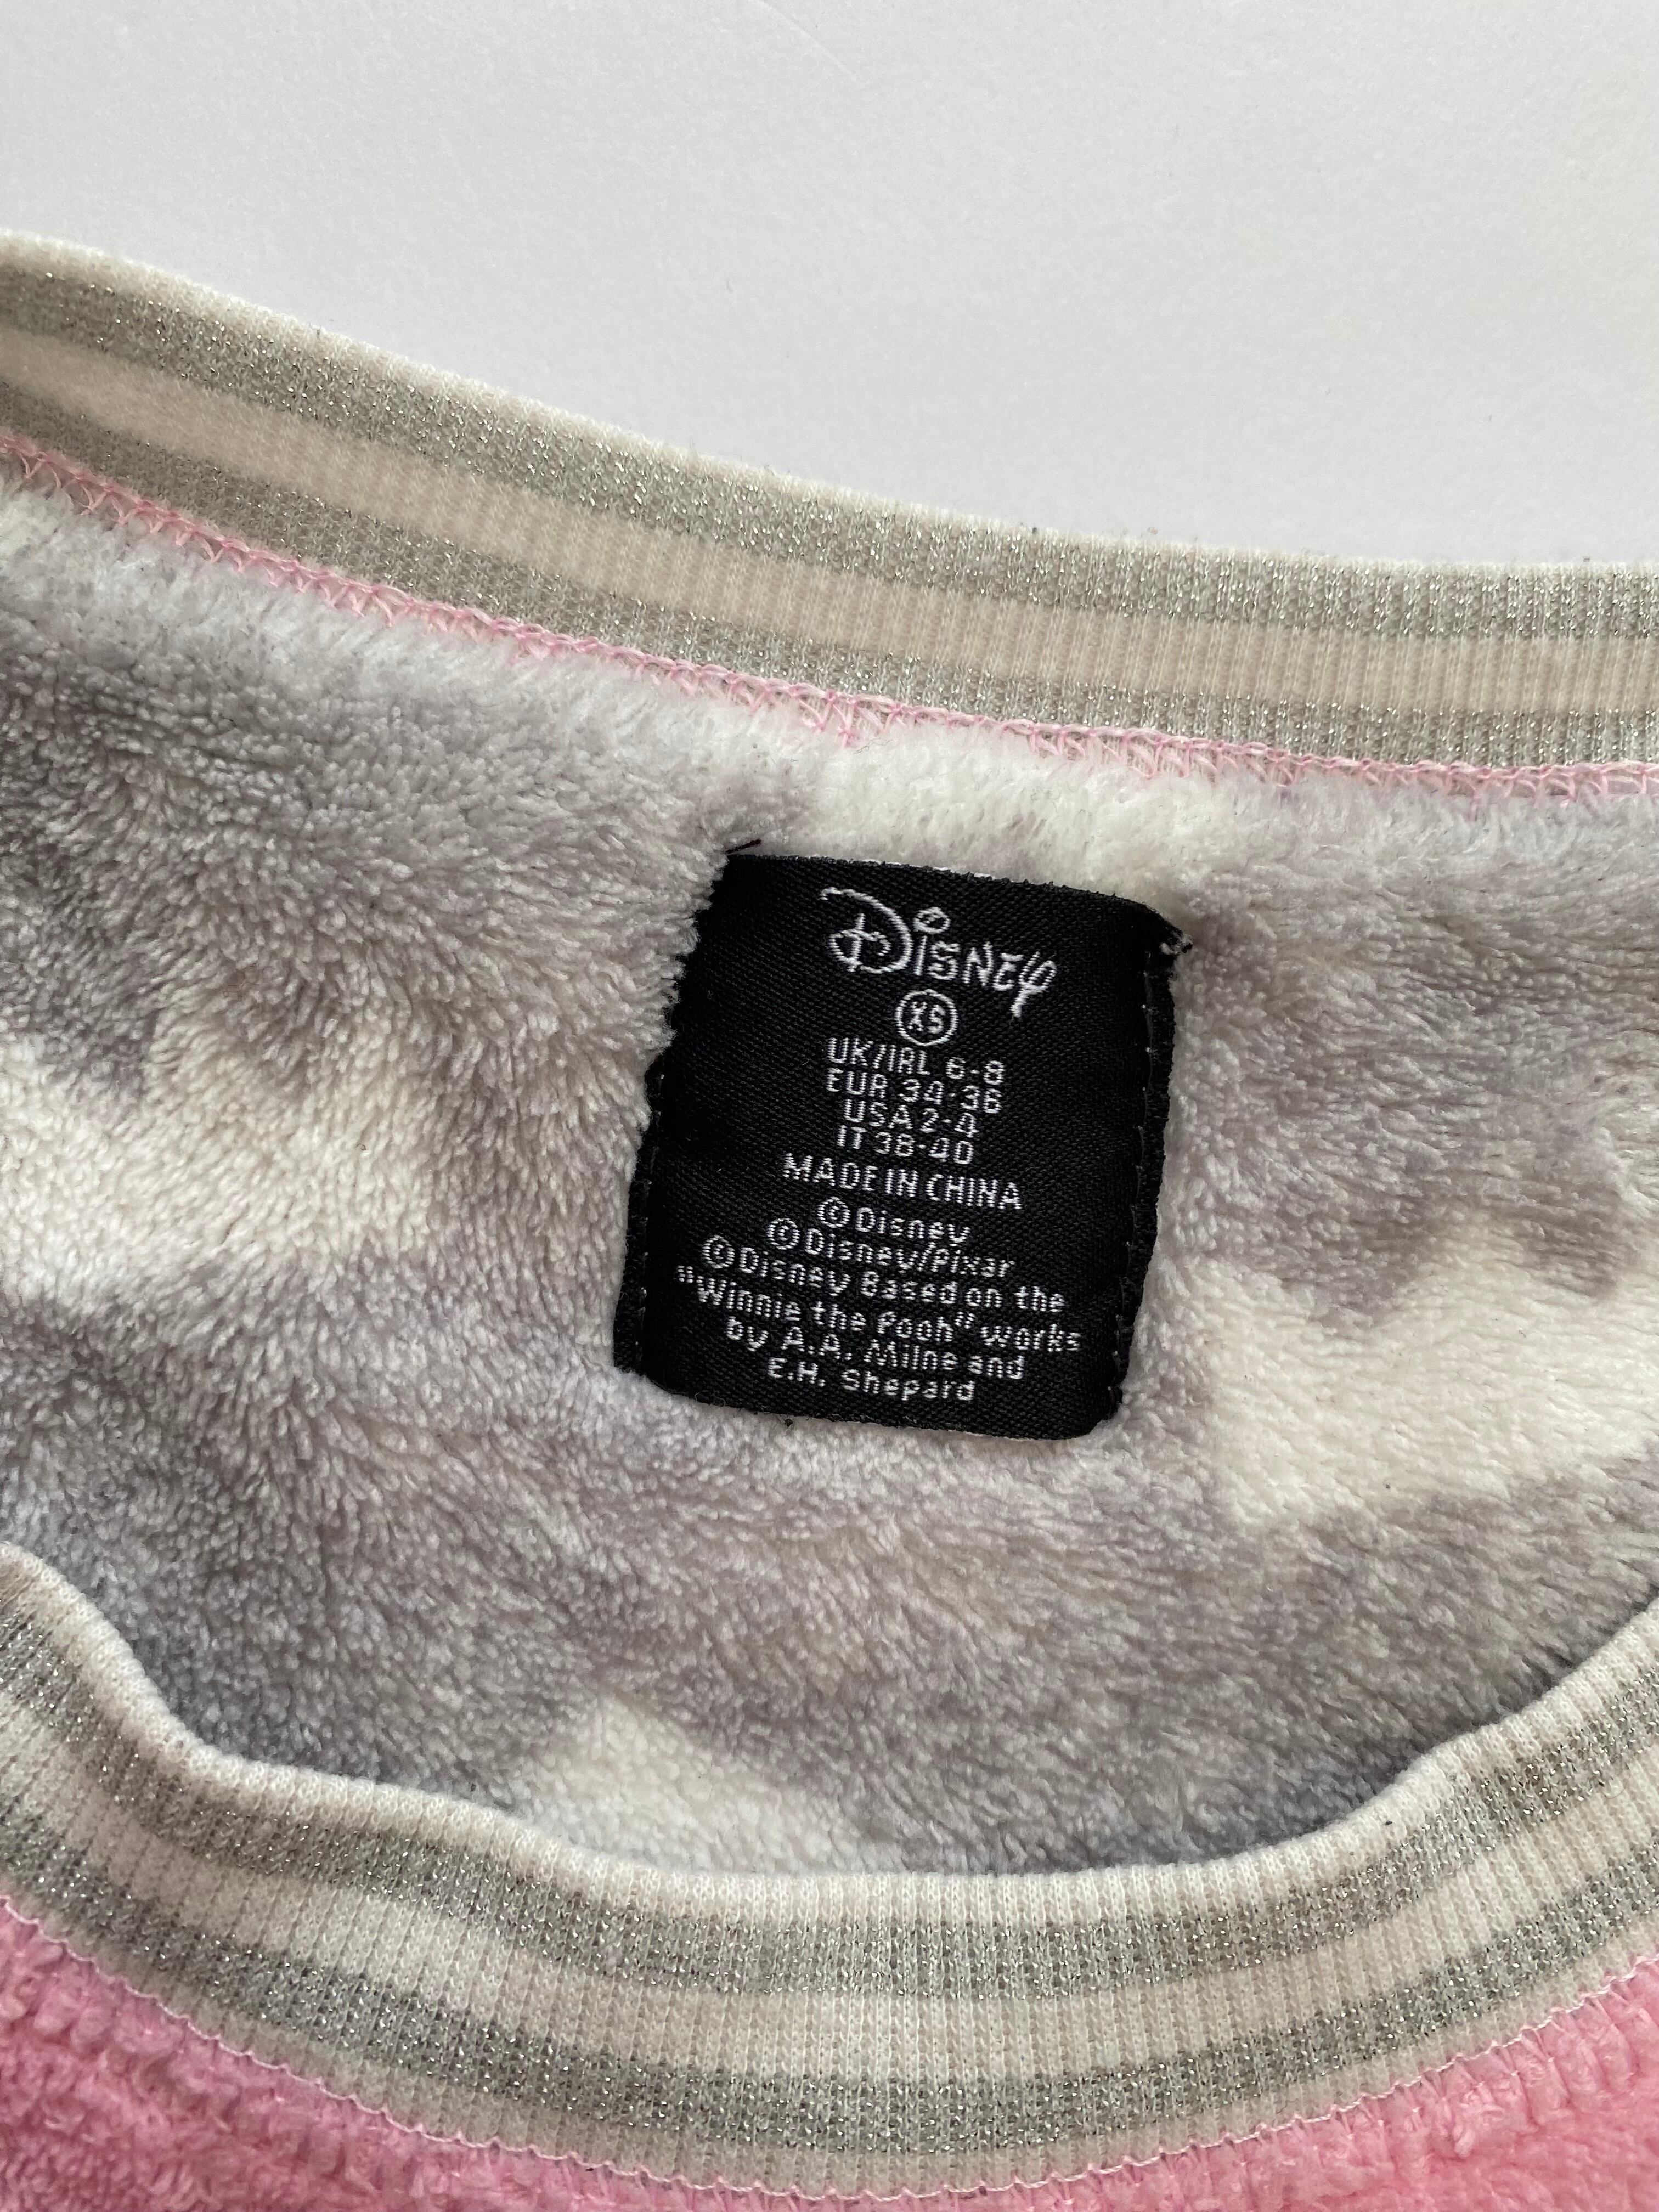 Disney
XS
UK/IRL 6-8
EUR 34-36
USA 2-4
IT 38-40
MADE IN CHINA
©Disney
©Disney/Pixar
©Disney Based on the
"Winnie the Pooh" works
by A.A. Milne and
E.H. Shepard